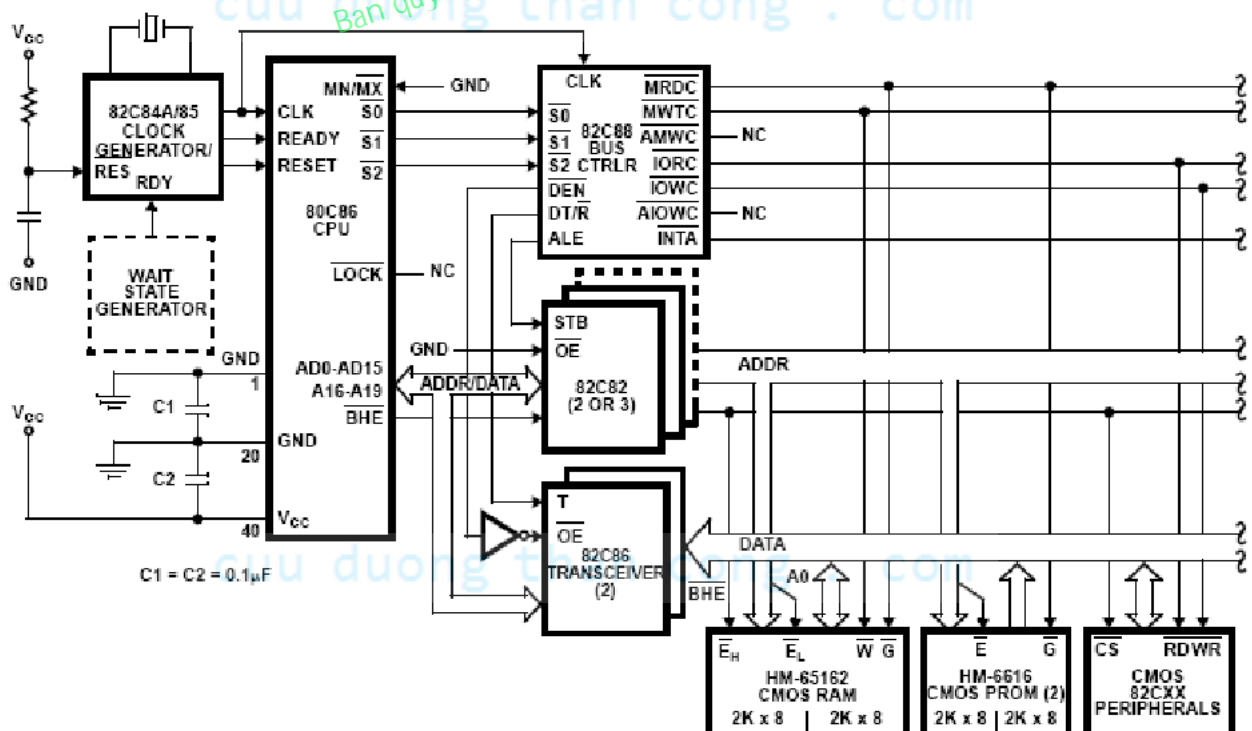 cuu duong than cong . com
Ban quy
VCC
GND
82C84A/85
CLOCK
GENERATOR/
RES
RDY
WAIT
STATE
GENERATOR
VCC
C1
C2
C1 = C2 = 0.1μF
GND
1
20
40
MN/MX
CLK
S0
READY
S1
RESET
S2
80C86
CPU
LOCK
AD0-AD15
A16-A19
BHE
GND
VCC
GND
NC
GND
ADDR/DATA
CLK
MRDC
S0
MWTC
82C88
BUS
CTRLR
S1
AMWC
S2
IORC
DEN
IOWC
DT/R
AIOWC
ALE
INTA
NC
NC
STB
OE
82C82
(2 OR 3)
ADDR
T
OE
82C86
TRANSCEIVER
(2)
DATA
BHE
A0
cuu duong than cong . com
EH
EL
W
G
HM-65162
CMOS RAM
2K x 8 | 2K x 8
E
G
HM-6616
CMOS PROM (2)
2K x 8 | 2K x 8
CS
RDWR
CMOS
82CXX
PERIPHERALS